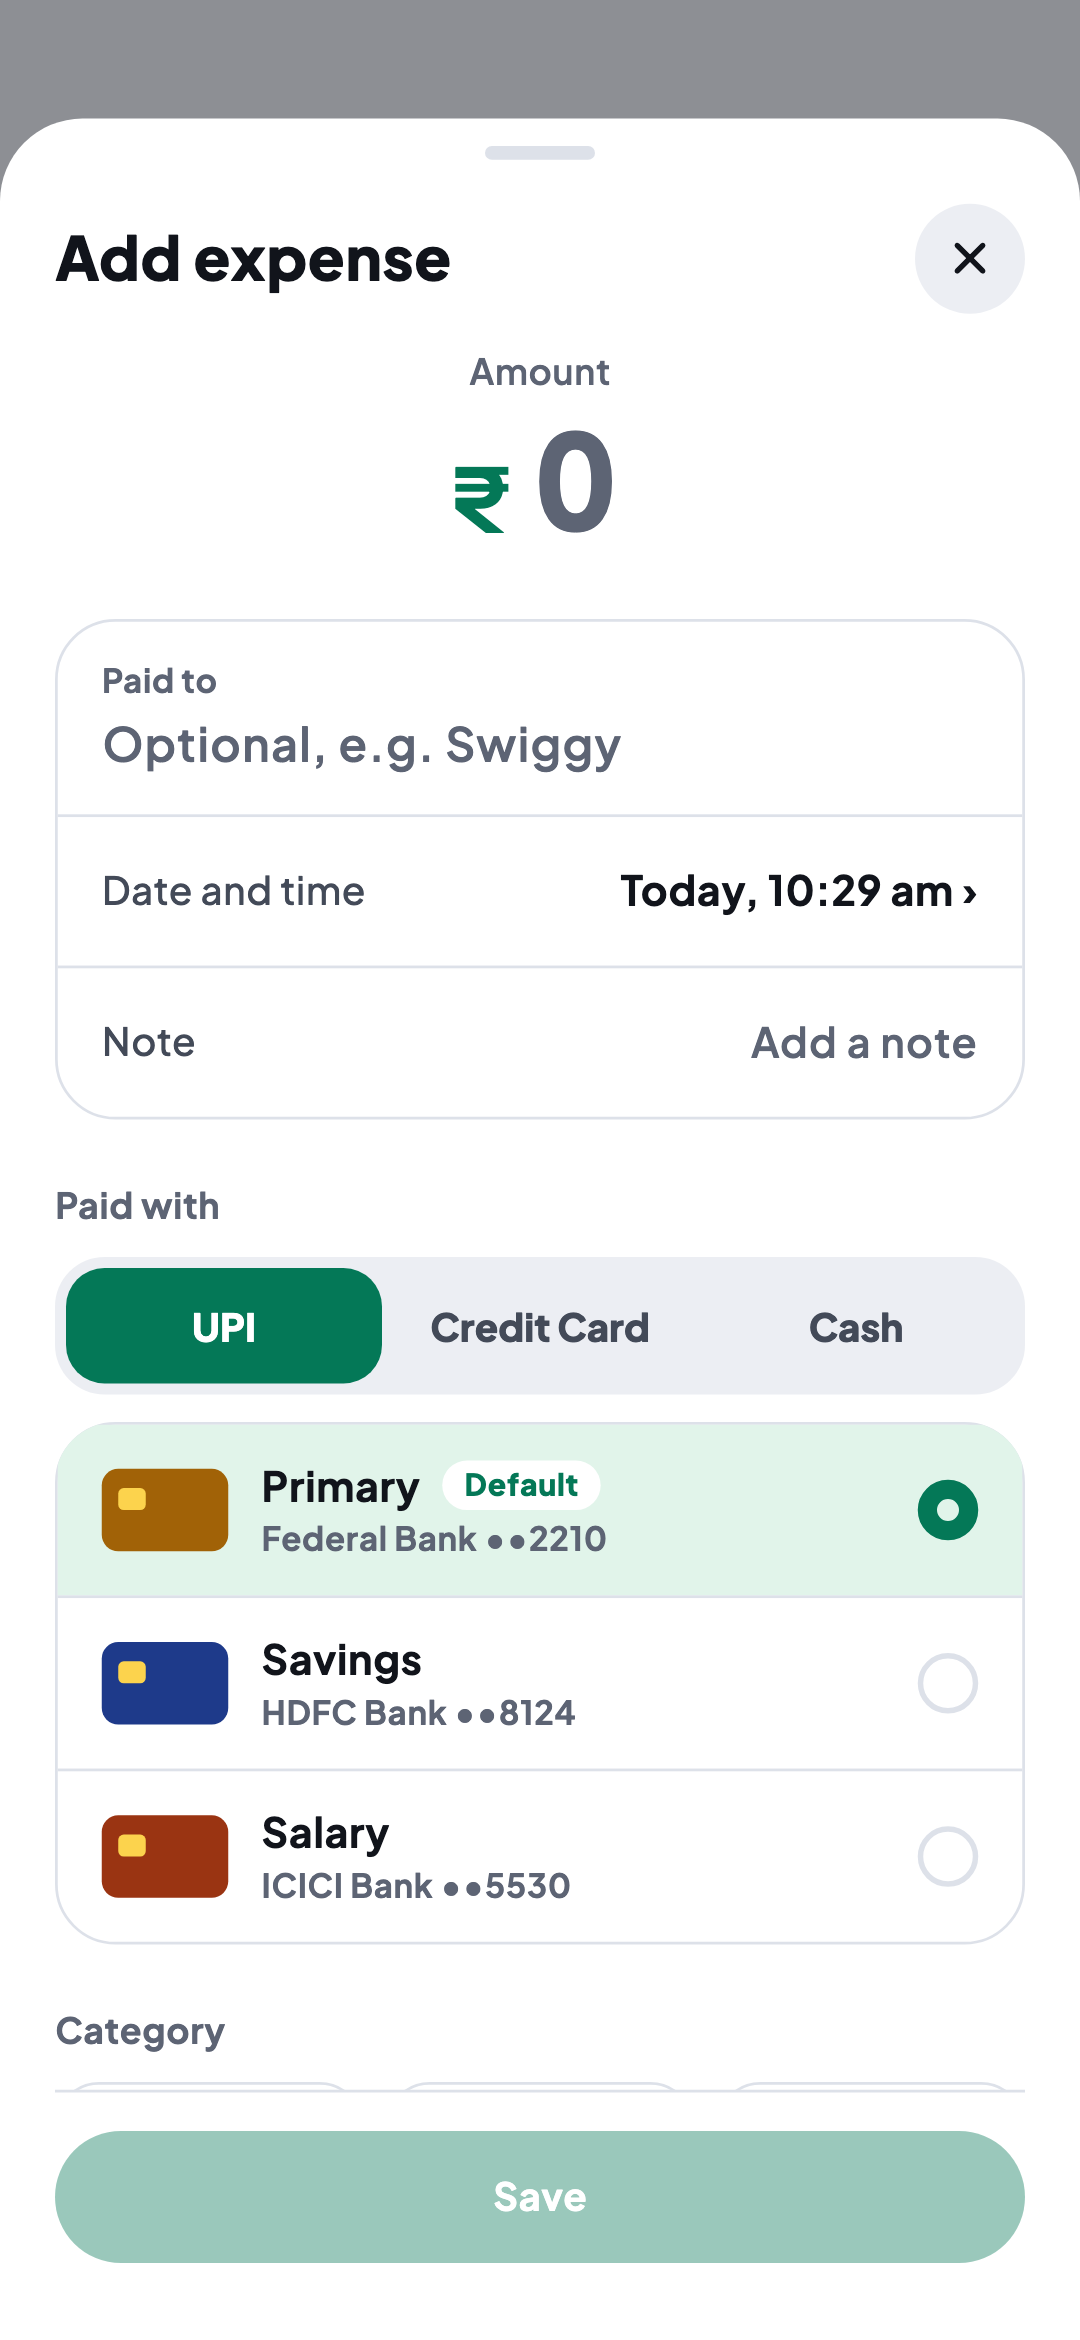 Add expense
Amount
₹ 0
Paid to
Optional, e.g. Swiggy
Date and time
Today, 10:29 am ›
Note
Add a note
Paid with
UPI
Credit Card
Cash
Primary
Default
Federal Bank ••2210
Savings
HDFC Bank ••8124
Salary
ICICI Bank ••5530
Category
Save